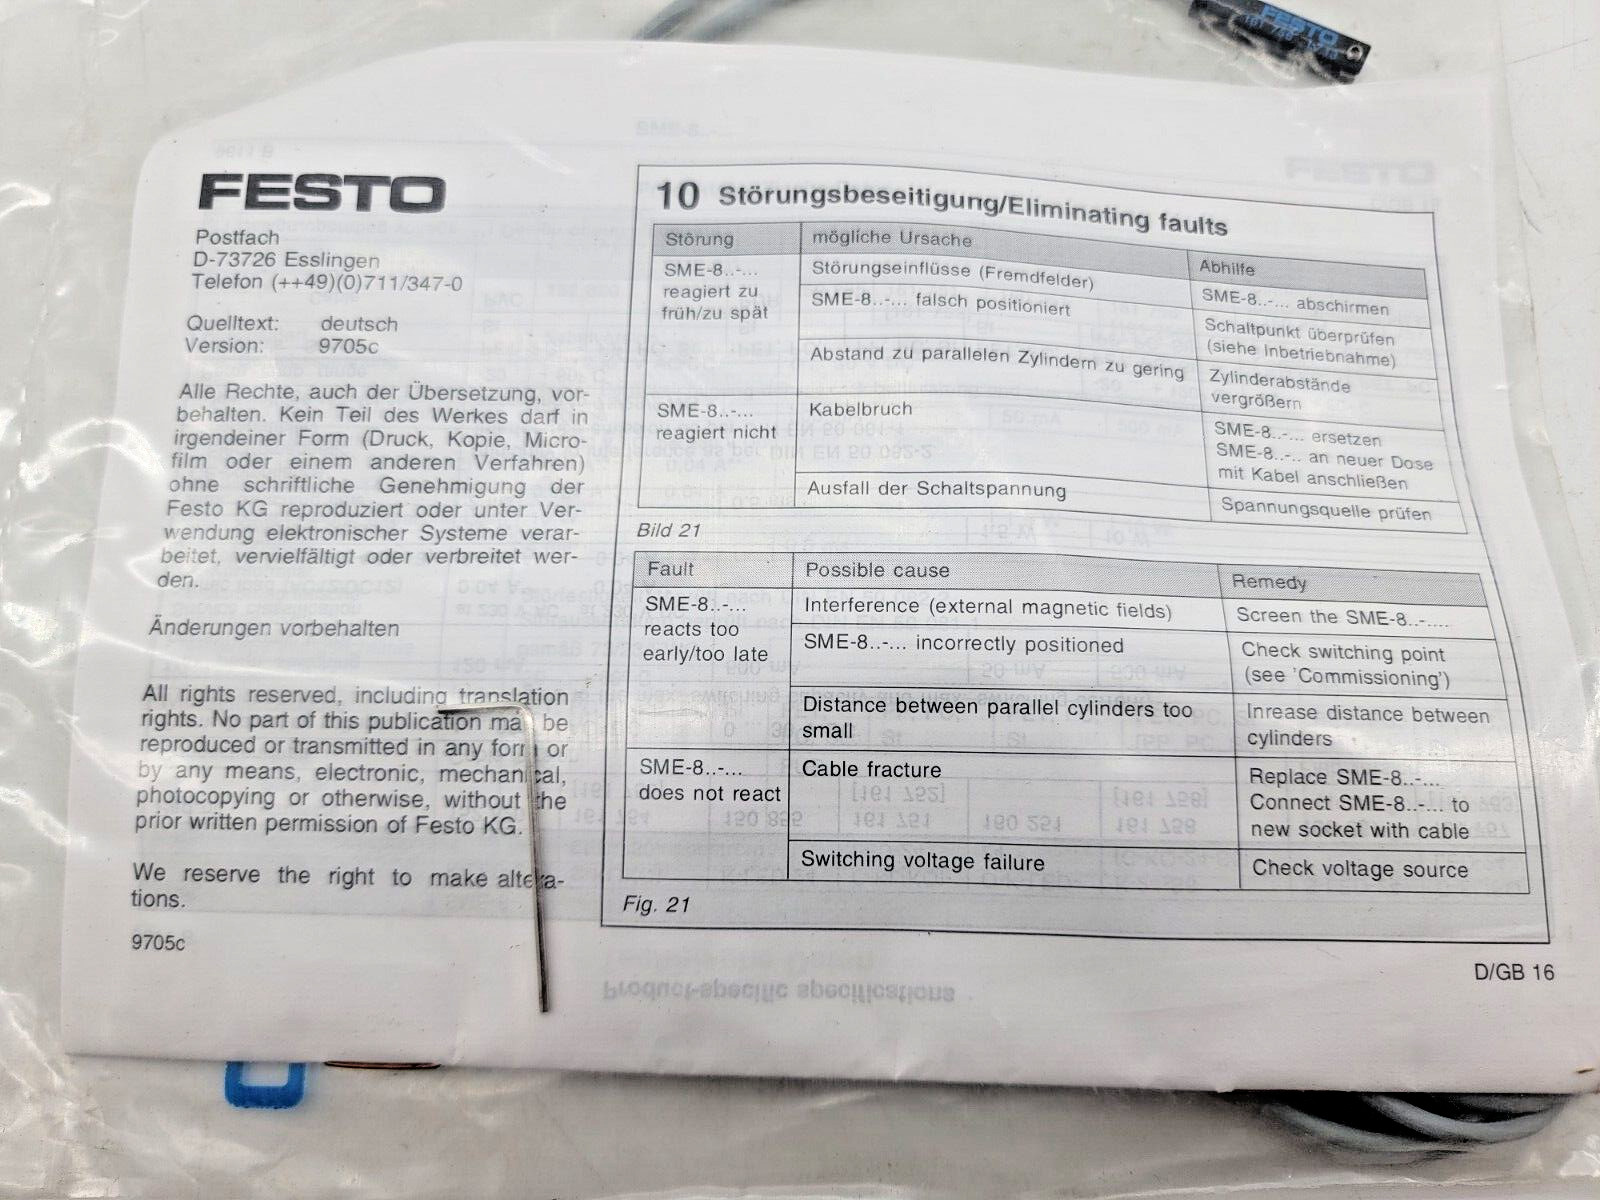 FESTO
FESTO
Postfach
D-73726 Esslingen
Telefon (++49)(0)711/347-0
Quelltext: deutsch
Version: 9705c
Alle Rechte, auch der Übersetzung, vor-
behalten. Kein Teil des Werkes darf in
irgendeiner Form (Druck, Kopie, Micro-
film oder einem anderen Verfahren)
ohne schriftliche Genehmigung der
Festo KG reproduziert oder unter Ver-
wendung elektronischer Systeme verar-
beitet, vervielfältigt oder verbreitet wer-
den.
Änderungen vorbehalten
All rights reserved, including translation
rights. No part of this publication may be
reproduced or transmitted in any form or
by any means, electronic, mechanical,
photocopying or otherwise, without the
prior written permission of Festo KG.
We reserve the right to make altera-
tions.
9705c
10 Störungsbeseitigung/Eliminating faults
Störung mögliche Ursache Abhilfe
SME-8..-...
reagiert zu
früh/zu spät
Störungseinflüsse (Fremdfelder)
SME-8..-... abschirmen
SME-8..-... falsch positioniert
Schaltpunkt überprüfen
(siehe Inbetriebnahme)
Abstand zu parallelen Zylindern zu gering
Zylinderabstände
vergrößern
SME-8..-...
reagiert nicht
Kabelbruch
SME-8..-... ersetzen
SME-8..-.. an neuer Dose
mit Kabel anschließen
Ausfall der Schaltspannung
Spannungsquelle prüfen
Bild 21
Fault Possible cause Remedy
SME-8..-...
reacts too
early/too late
Interference (external magnetic fields)
Screen the SME-8..-....
SME-8..-... incorrectly positioned
Check switching point
(see 'Commissioning')
Distance between parallel cylinders too
small
Inrease distance between
cylinders
SME-8..-...
does not react
Cable fracture
Replace SME-8..-...
Connect SME-8..-... to
new socket with cable
Switching voltage failure
Check voltage source
Fig. 21
D/GB 16
Product-specific specifications